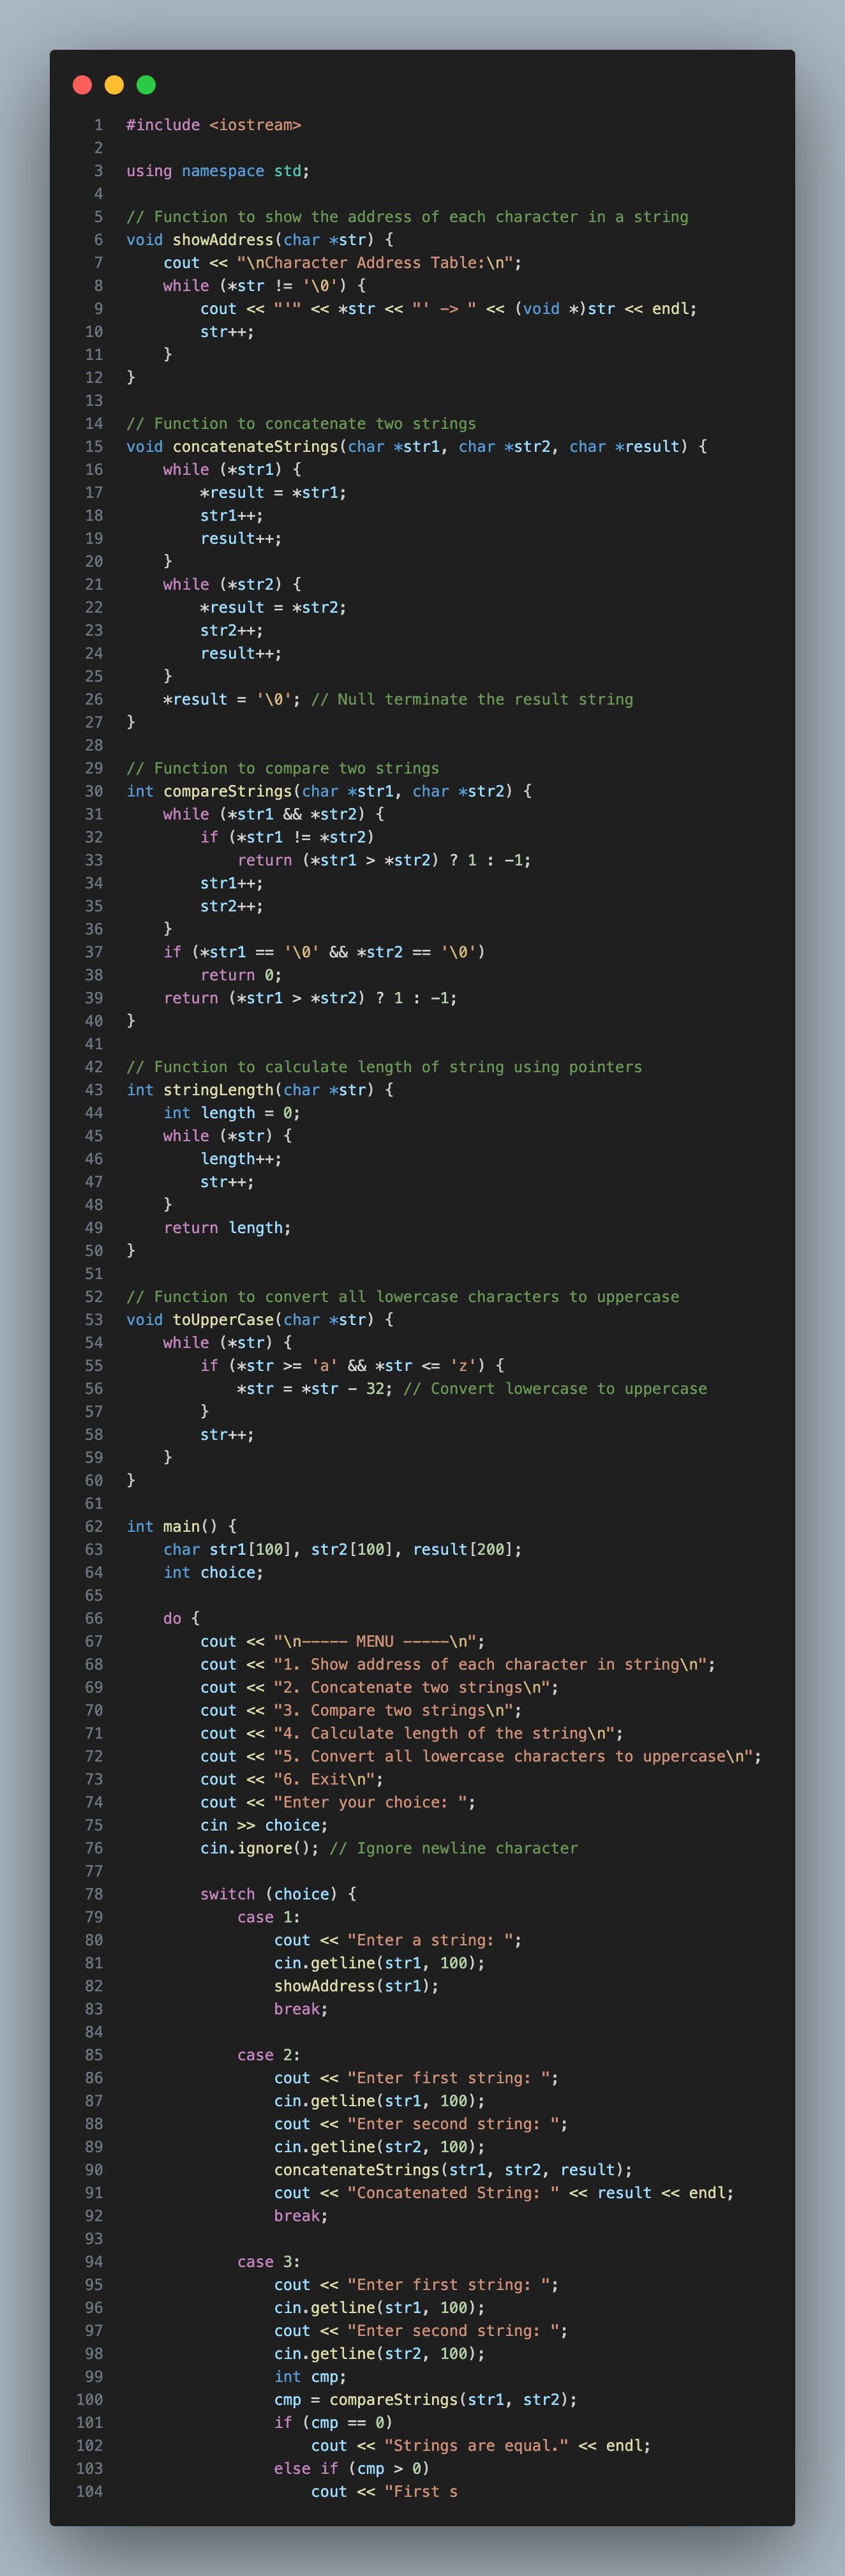 1 #include <iostream>
2
3 using namespace std;
4
5 // Function to show the address of each character in a string
6 void showAddress(char *str) {
7     cout << "\nCharacter Address Table:\n";
8     while (*str != '\0') {
9         cout << "'" << *str << "' -> " << (void *)str << endl;
10         str++;
11     }
12 }
13
14 // Function to concatenate two strings
15 void concatenateStrings(char *str1, char *str2, char *result) {
16     while (*str1) {
17         *result = *str1;
18         str1++;
19         result++;
20     }
21     while (*str2) {
22         *result = *str2;
23         str2++;
24         result++;
25     }
26     *result = '\0'; // Null terminate the result string
27 }
28
29 // Function to compare two strings
30 int compareStrings(char *str1, char *str2) {
31     while (*str1 && *str2) {
32         if (*str1 != *str2)
33             return (*str1 > *str2) ? 1 : -1;
34         str1++;
35         str2++;
36     }
37     if (*str1 == '\0' && *str2 == '\0')
38         return 0;
39     return (*str1 > *str2) ? 1 : -1;
40 }
41
42 // Function to calculate length of string using pointers
43 int stringLength(char *str) {
44     int length = 0;
45     while (*str) {
46         length++;
47         str++;
48     }
49     return length;
50 }
51
52 // Function to convert all lowercase characters to uppercase
53 void toUpperCase(char *str) {
54     while (*str) {
55         if (*str >= 'a' && *str <= 'z') {
56             *str = *str - 32; // Convert lowercase to uppercase
57         }
58         str++;
59     }
60 }
61
62 int main() {
63     char str1[100], str2[100], result[200];
64     int choice;
65
66     do {
67         cout << "\n----- MENU -----\n";
68         cout << "1. Show address of each character in string\n";
69         cout << "2. Concatenate two strings\n";
70         cout << "3. Compare two strings\n";
71         cout << "4. Calculate length of the string\n";
72         cout << "5. Convert all lowercase characters to uppercase\n";
73         cout << "6. Exit\n";
74         cout << "Enter your choice: ";
75         cin >> choice;
76         cin.ignore(); // Ignore newline character
77
78         switch (choice) {
79             case 1:
80                 cout << "Enter a string: ";
81                 cin.getline(str1, 100);
82                 showAddress(str1);
83                 break;
84
85             case 2:
86                 cout << "Enter first string: ";
87                 cin.getline(str1, 100);
88                 cout << "Enter second string: ";
89                 cin.getline(str2, 100);
90                 concatenateStrings(str1, str2, result);
91                 cout << "Concatenated String: " << result << endl;
92                 break;
93
94             case 3:
95                 cout << "Enter first string: ";
96                 cin.getline(str1, 100);
97                 cout << "Enter second string: ";
98                 cin.getline(str2, 100);
99                 int cmp;
100                 cmp = compareStrings(str1, str2);
101                 if (cmp == 0)
102                     cout << "Strings are equal." << endl;
103                 else if (cmp > 0)
104                     cout << "First s